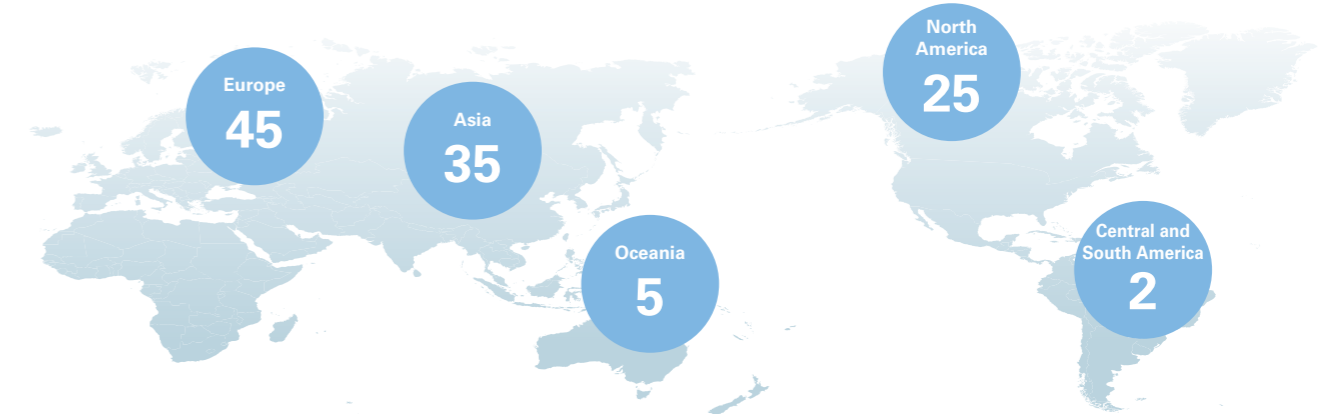 Europe
45
Asia
35
Oceania
5
North
America
25
Central and
South America
2